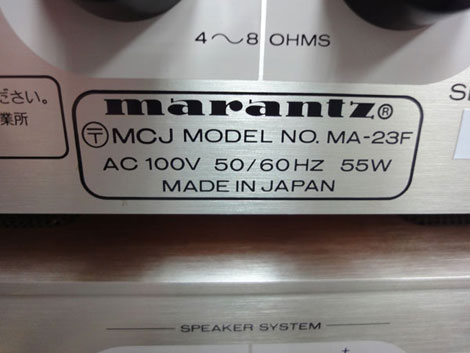 4～8 OHMS
ださい。
業所
marantz®
〒 MCJ MODEL NO. MA-23F
AC 100V 50/60HZ 55W
MADE IN JAPAN
SPEAKER SYSTEM